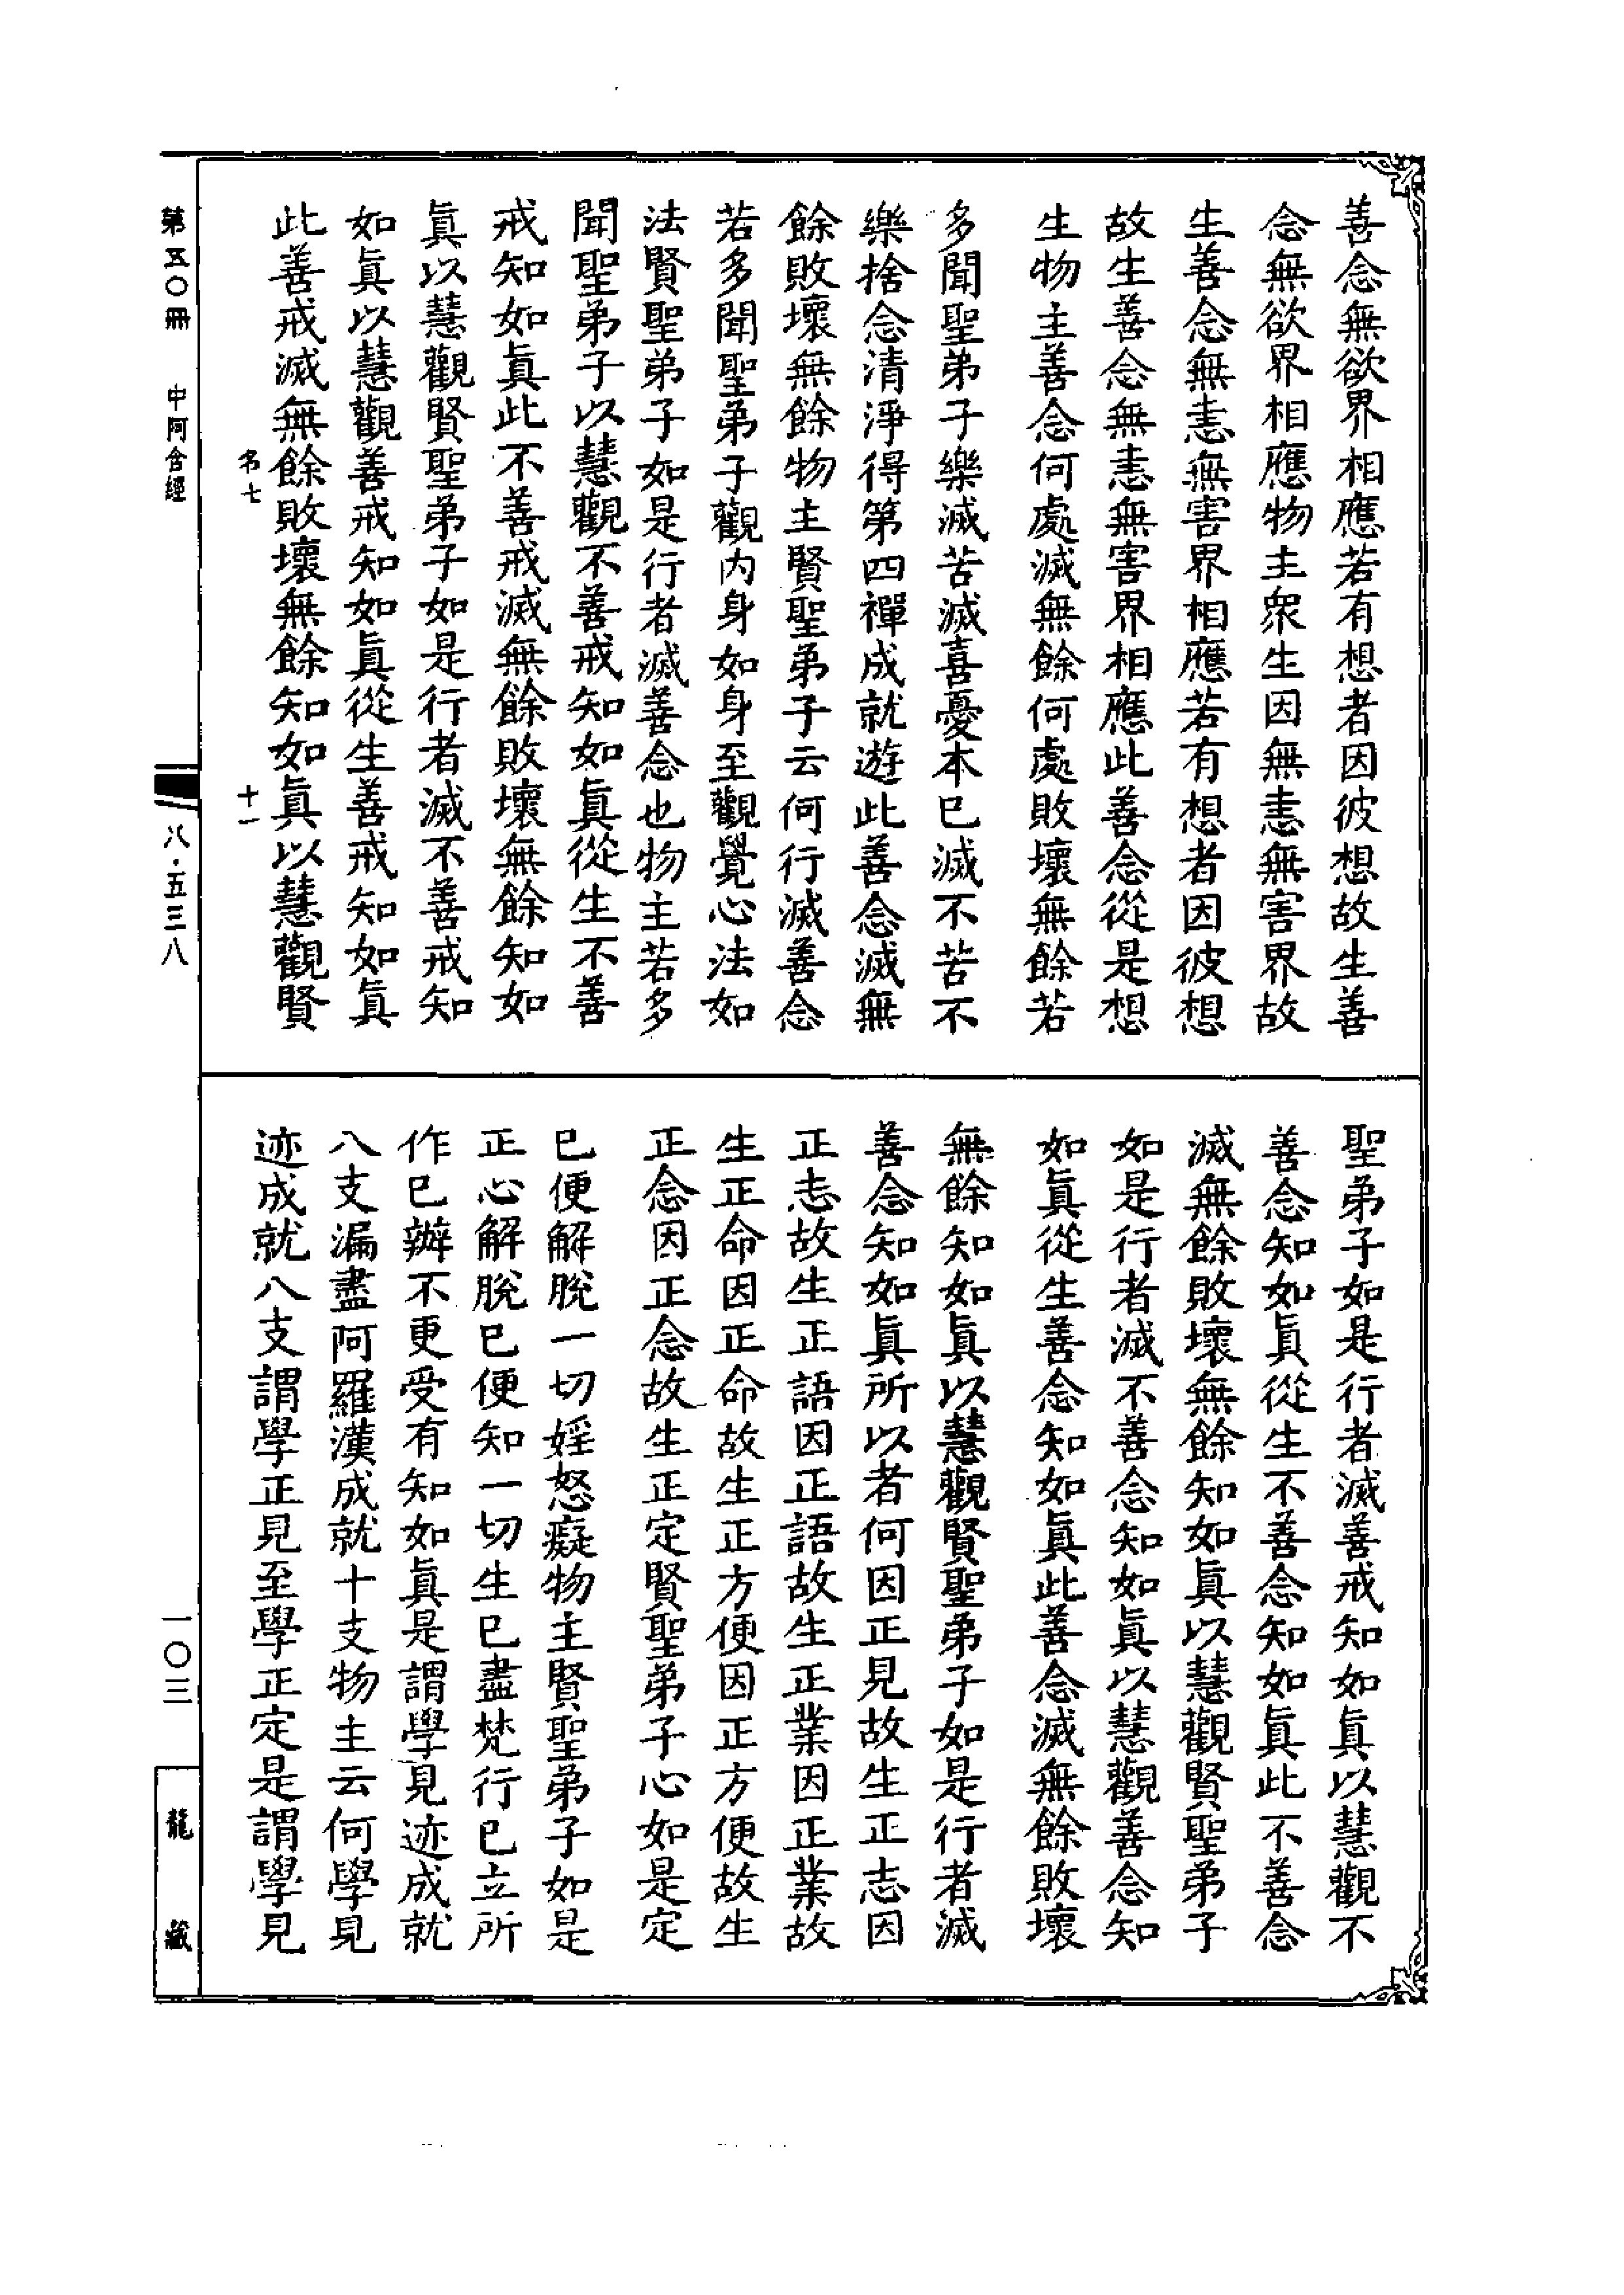 善念無欲界相應若有想者因彼想故生善
念無欲界相應物主衆生因無恚無害界故
生善念無恚無害界相應若有想者因彼想
故生善念無恚無害界相應此善念從是想
生物主善念何處滅無餘何處敗壞無餘若
多聞聖弟子樂滅苦滅喜憂本已滅不苦不
樂捨念清淨得第四禪成就遊此善念滅無
餘敗壞無餘物主賢聖弟子云何行滅善念
若多聞聖弟子觀内身如身至觀覺心法如
法賢聖弟子如是行者滅善念也物主若多
聞聖弟子以慧觀不善戒知如眞從生不善
戒知如眞此不善戒滅無餘敗壞無餘知如
眞以慧觀賢聖弟子如是行者滅不善戒知
如眞以慧觀善戒知如眞從生善戒知如眞
此善戒滅無餘敗壞無餘知如眞以慧觀賢
名七
十一
聖弟子如是行者滅善戒知如眞以慧觀不
善念知如眞從生不善念知如眞此不善念
滅無餘敗壞無餘知如眞以慧觀賢聖弟子
如是行者滅不善念知如眞以慧觀善念知
如眞從生善念知如眞此善念滅無餘敗壞
無餘知如眞以慧觀賢聖弟子如是行者滅
善念知如眞所以者何因正見故生正志因
正志故生正語因正語故生正業因正業故
生正命因正命故生正方便因正方便故生
正念因正念故生正定賢聖弟子心如是定
已便解脫一切婬怒癡物主賢聖弟子如是
正心解脫已便知一切生已盡梵行已立所
作已辦不更受有知如眞是謂學見迹成就
八支漏盡阿羅漢成就十支物主云何學見
迹成就八支謂學正見至學正定是謂學見
第五〇冊
中阿含經
八·五三八
一〇三
龍藏